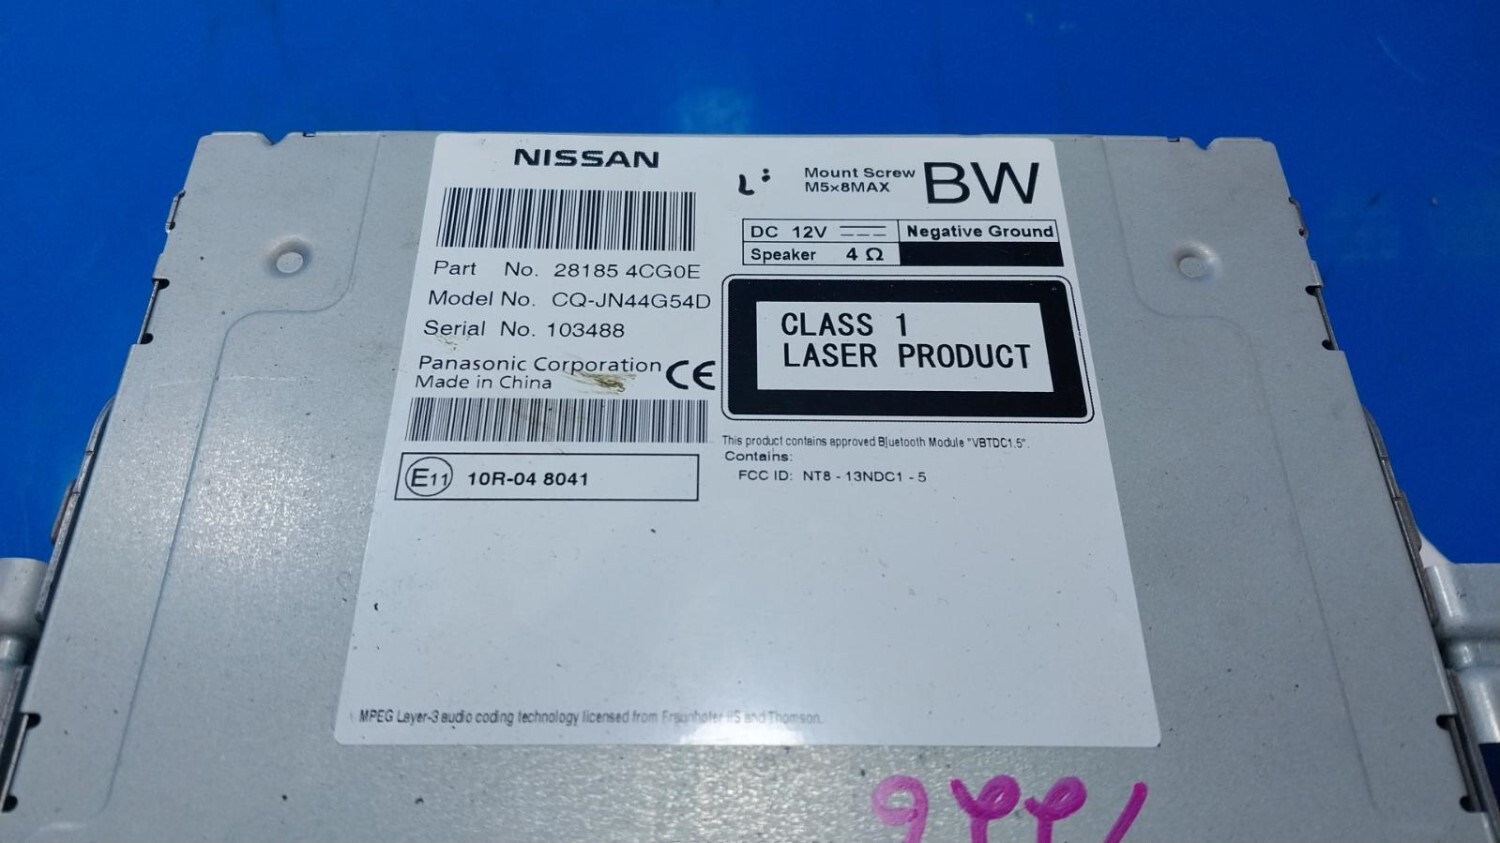 NISSAN
Part No. 28185 4CG0E
Model No. CQ-JN44G54D
Serial No. 103488
Panasonic Corporation
Made in China
CE
E11 10R-04 8041
Mount Screw
M5×8MAX
BW
DC 12V Negative Ground
Speaker 4 Ω
CLASS 1
LASER PRODUCT
This product contains approved Bluetooth Module "VBTDC1.5".
Contains:
FCC ID: NT8 - 13NDC1 - 5
MPEG Layer-3 audio coding technology licensed from Fraunhofer IIS and Thomson.